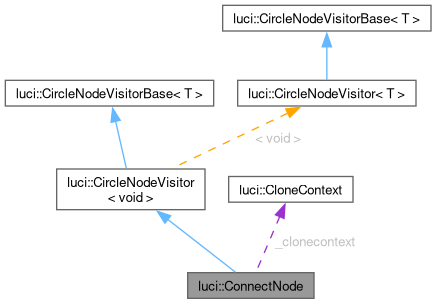 luci::CircleNodeVisitorBase< T >
luci::CircleNodeVisitorBase< T >
luci::CircleNodeVisitor< T >
< void >
luci::CircleNodeVisitor
< void >
luci::CloneContext
_clonecontext
luci::ConnectNode